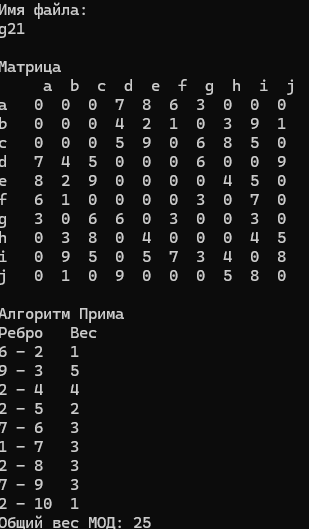 Имя файла:
g21
Матрица
a b c d e f g h i j
a 0 0 0 7 8 6 3 0 0 0
b 0 0 0 4 2 1 0 3 9 1
c 0 0 0 5 9 0 6 8 5 0
d 7 4 5 0 0 0 6 0 0 9
e 8 2 9 0 0 0 0 4 5 0
f 6 1 0 0 0 0 3 0 7 0
g 3 0 6 6 0 3 0 0 3 0
h 0 3 8 0 4 0 0 0 4 5
i 0 9 5 0 5 7 3 4 0 8
j 0 1 0 9 0 0 0 5 8 0
Алгоритм Прима
Ребро Вес
6 - 2 1
9 - 3 5
2 - 4 4
2 - 5 2
7 - 6 3
1 - 7 3
2 - 8 3
7 - 9 3
2 - 10 1
Общий вес МОД: 25